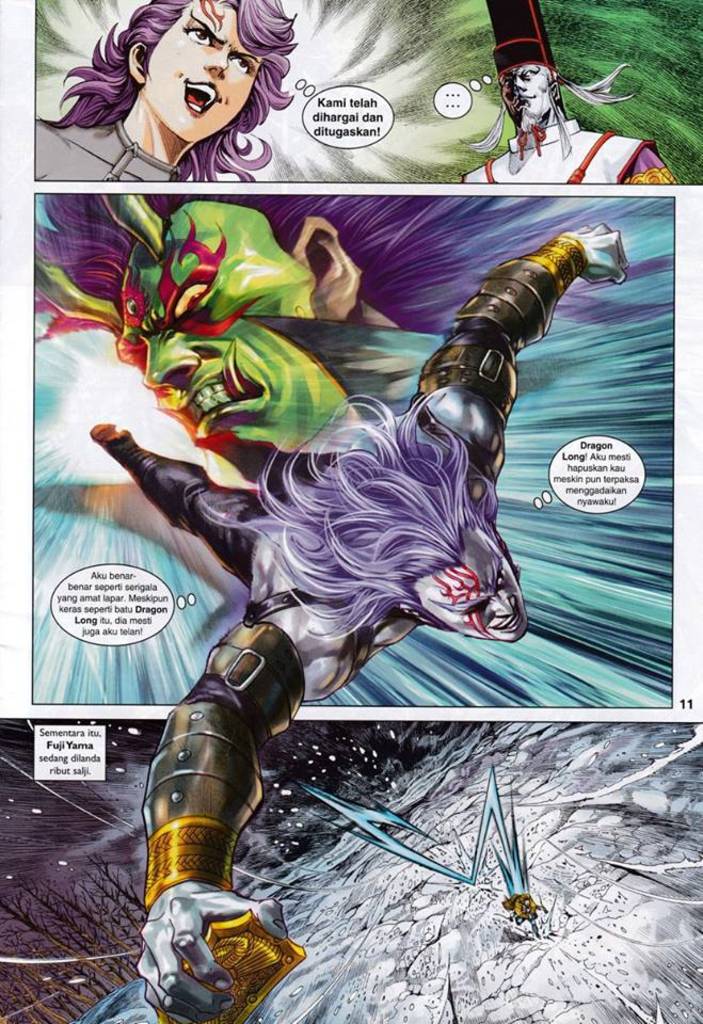 Kami telah
dihargai dan
ditugaskan!
...
...
Dragon
Long! Aku mesti
hapuskan kau
meskin pun terpaksa
menggadaikan
nyawaku!
Aku benar-
benar seperti serigala
yang amat lapar. Meskipun
keras seperti batu Dragon
Long itu, dia mesti
juga aku telan!
11
Sementara itu,
Fuji Yama
sedang dilanda
ribut salji.